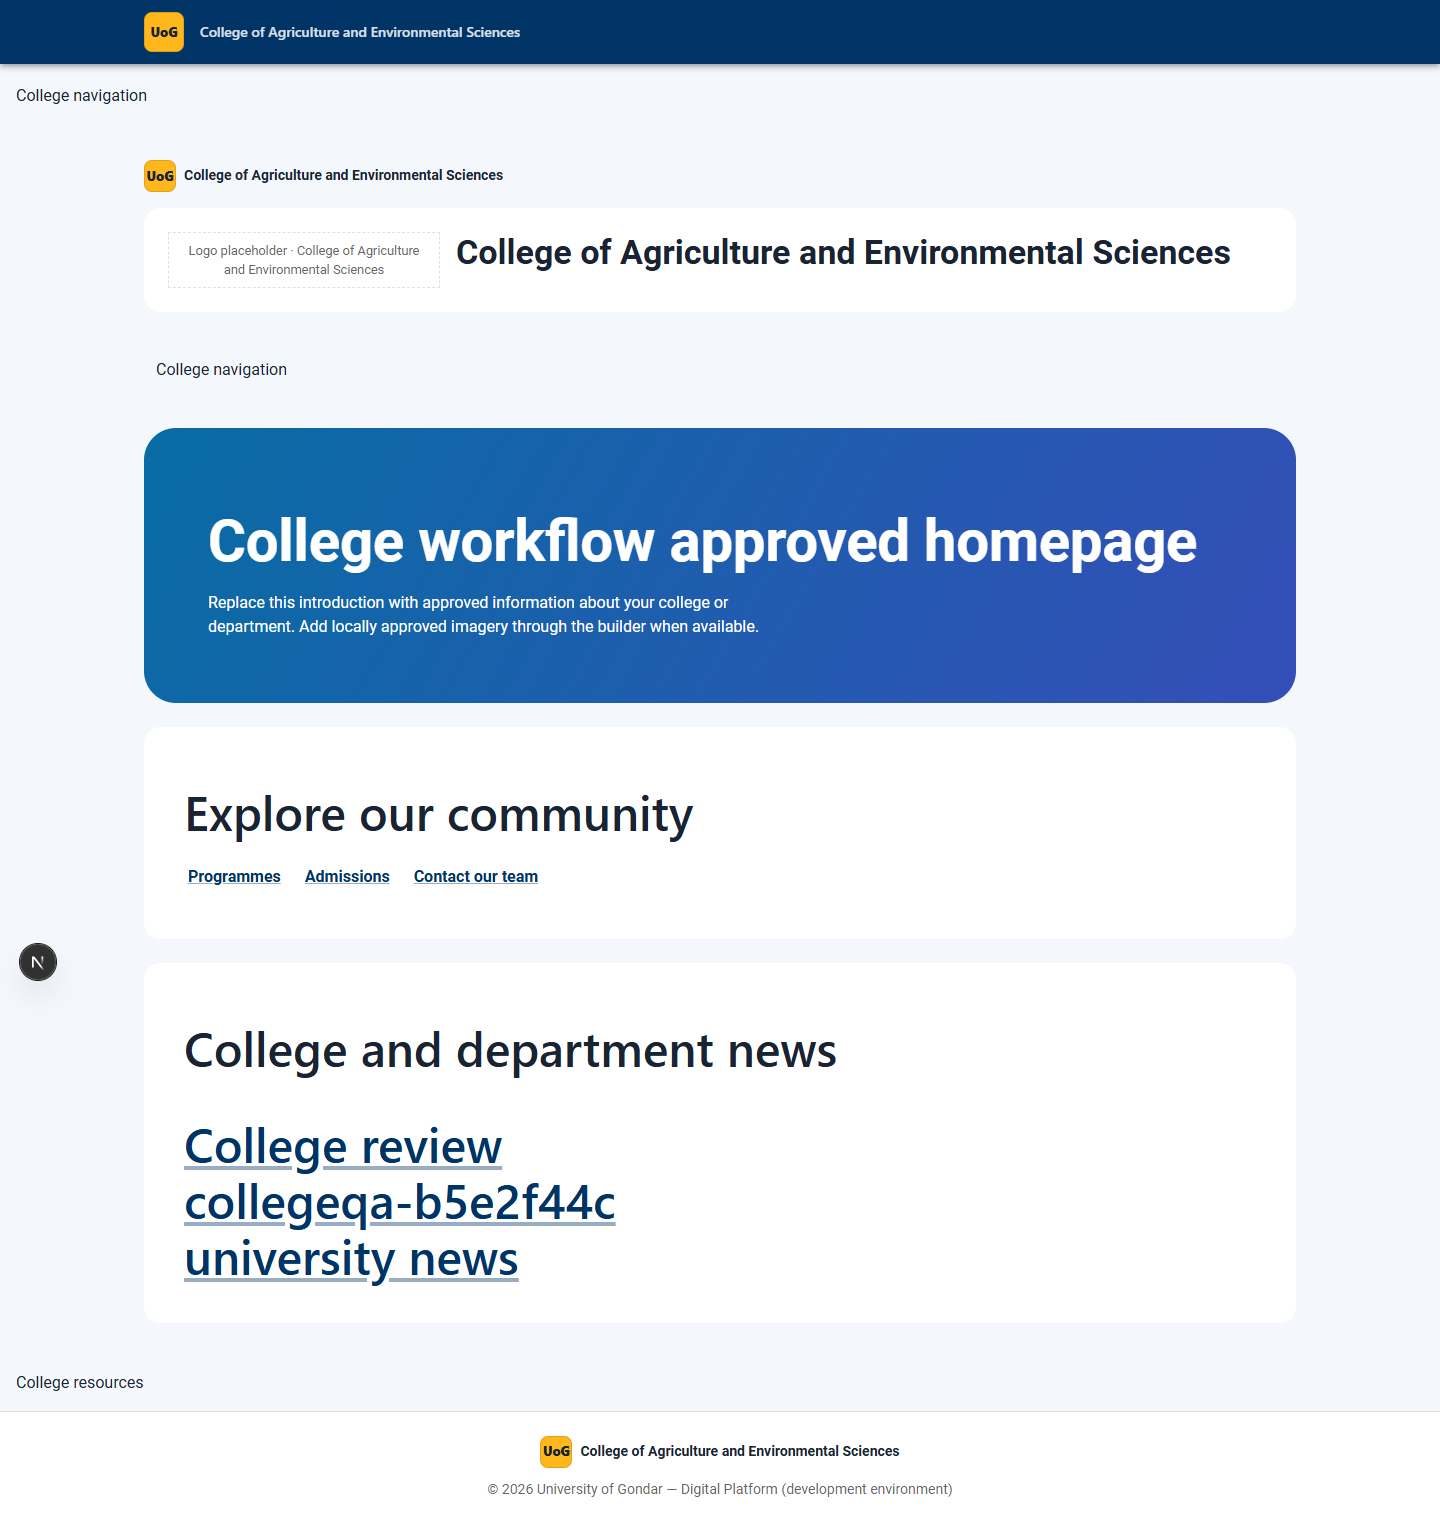 UoG College of Agriculture and Environmental Sciences
College navigation
UoG College of Agriculture and Environmental Sciences
Logo placeholder · College of Agriculture
and Environmental Sciences
College of Agriculture and Environmental Sciences
College navigation
College workflow approved homepage
Replace this introduction with approved information about your college or
department. Add locally approved imagery through the builder when available.
Explore our community
Programmes Admissions Contact our team
N
College and department news
College review
collegeqa-b5e2f44c
university news
College resources
UoG College of Agriculture and Environmental Sciences
© 2026 University of Gondar — Digital Platform (development environment)